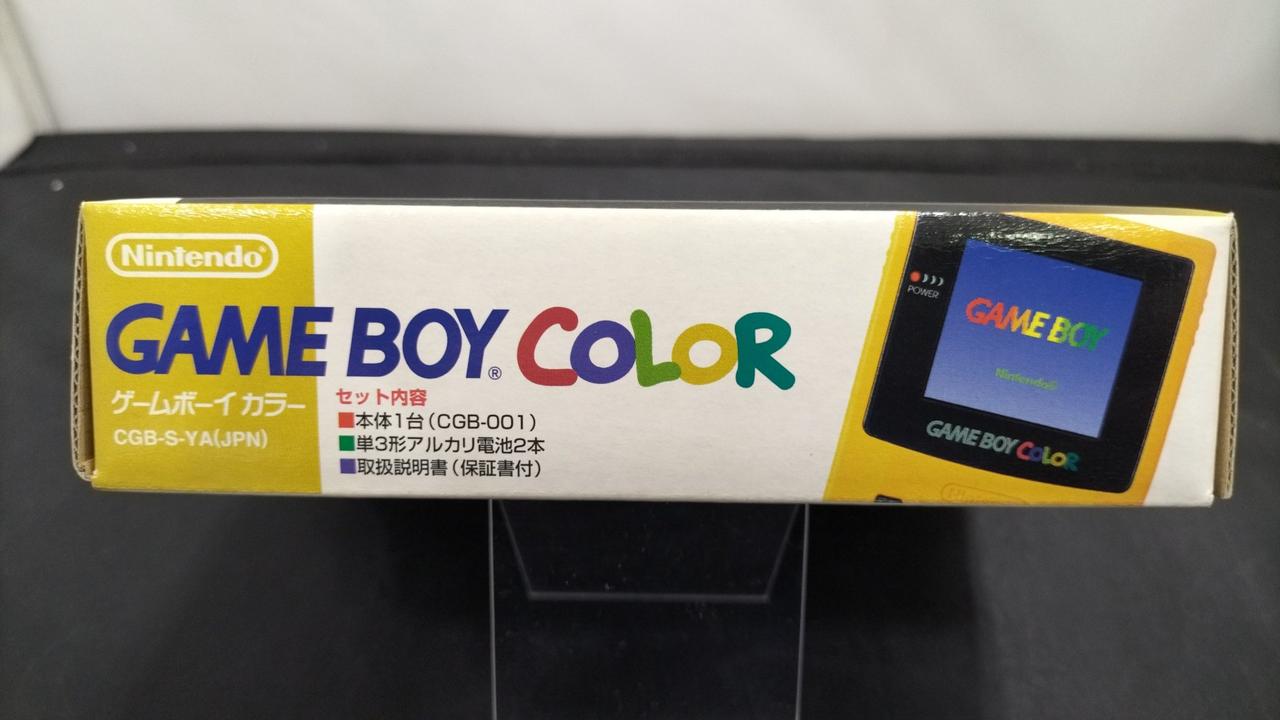 Nintendo®
GAME BOY® COLOR
ゲームボーイ カラー
CGB-S-YA(JPN)
セット内容
■本体1台(CGB-001)
■単3形アルカリ電池2本
■取扱説明書(保証書付)
POWER
GAME BOY
Nintendo®
GAME BOY COLOR
Nintendo